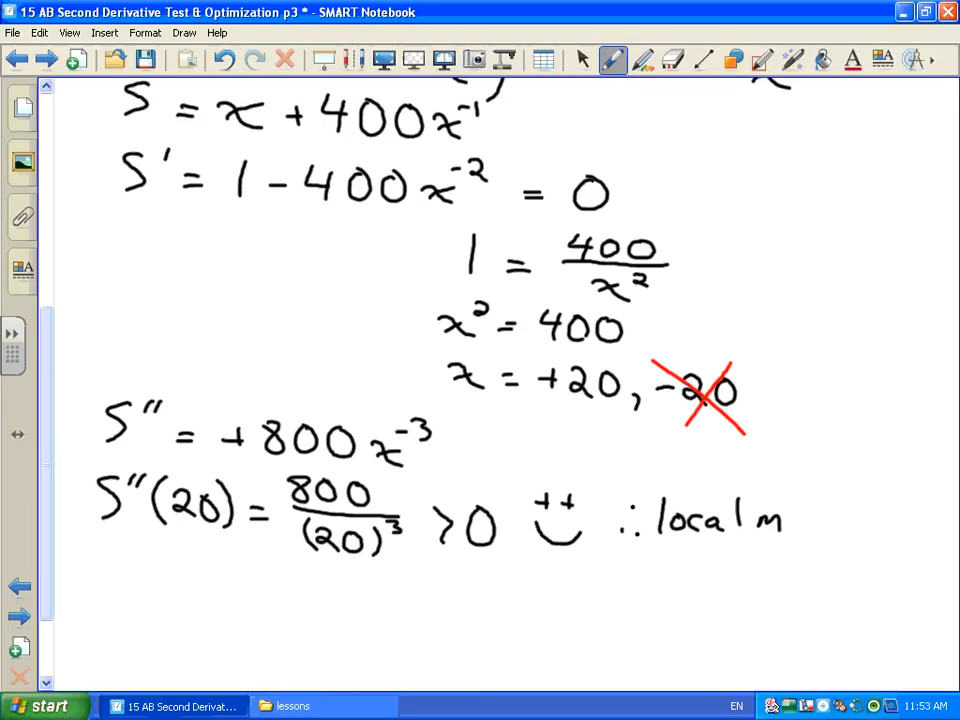 15 AB Second Derivative Test & Optimization p3 * - SMART Notebook
File Edit View Insert Format Draw Help
S = x + 400x⁻¹
S' = 1 - 400x⁻² = 0
1 = 400/x²
x² = 400
x = +20, -20
S'' = +800x⁻³
S''(20) = 800/(20)³ > 0 ∴ local m
start 15 AB Second Derivat... lessons EN 11:53 AM